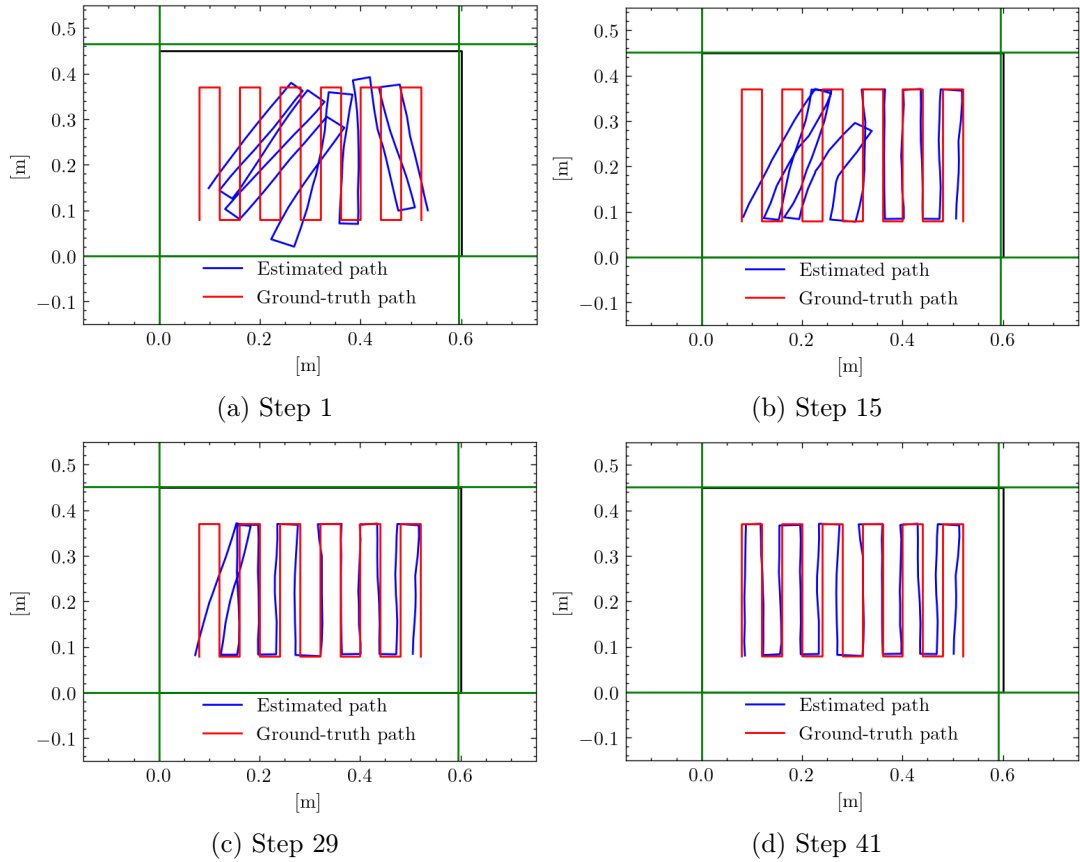 0.5
0.4
0.3
0.2
0.1
0.0
−0.1
[m]
Estimated path
Ground-truth path
0.0 0.2 0.4 0.6
[m]
(a) Step 1
0.5
0.4
0.3
0.2
0.1
0.0
−0.1
[m]
Estimated path
Ground-truth path
0.0 0.2 0.4 0.6
[m]
(b) Step 15
0.5
0.4
0.3
0.2
0.1
0.0
−0.1
[m]
Estimated path
Ground-truth path
0.0 0.2 0.4 0.6
[m]
(c) Step 29
0.5
0.4
0.3
0.2
0.1
0.0
−0.1
[m]
Estimated path
Ground-truth path
0.0 0.2 0.4 0.6
[m]
(d) Step 41